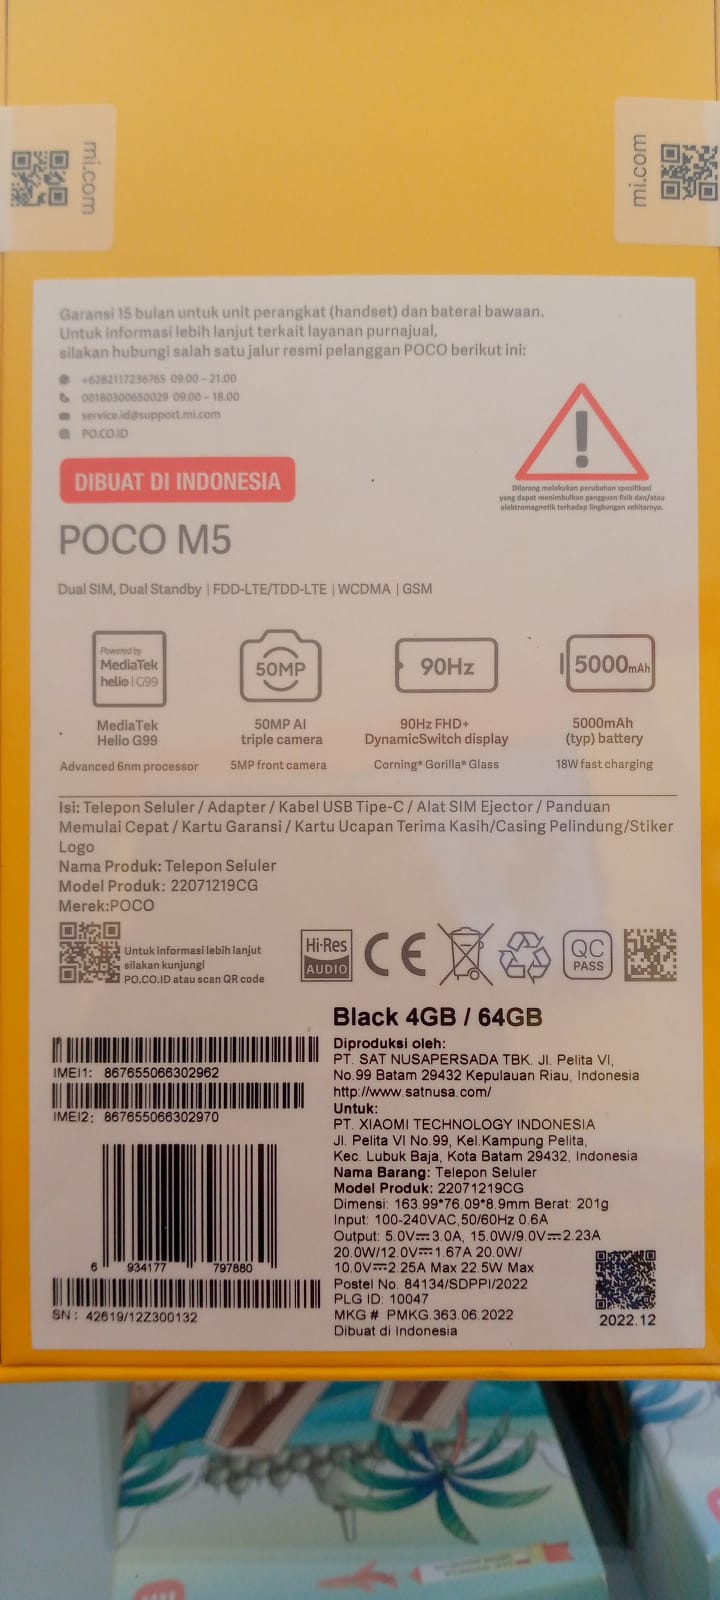 mi.com
mi.com
Garansi 15 bulan untuk unit perangkat (handset) dan baterai bawaan.
Untuk informasi lebih lanjut terkait layanan purnajual,
silakan hubungi salah satu jalur resmi pelanggan POCO berikut ini:
+6282117236765 09.00 – 21.00
00180300650029 09.00 – 18.00
service.id@support.mi.com
PO.CO.ID
DIBUAT DI INDONESIA
Dilarang melakukan perubahan spesifikasi
yang dapat menimbulkan gangguan fisik dan/atau
elektromagnetik terhadap lingkungan sekitarnya.
POCO M5
Dual SIM, Dual Standby | FDD-LTE/TDD-LTE | WCDMA | GSM
Powered by
MediaTek
helio | G99
50MP
90Hz
5000mAh
MediaTek
Helio G99
Advanced 6nm processor
50MP AI
triple camera
5MP front camera
90Hz FHD+
DynamicSwitch display
Corning® Gorilla® Glass
5000mAh
(typ) battery
18W fast charging
Isi: Telepon Seluler / Adapter / Kabel USB Tipe-C / Alat SIM Ejector / Panduan
Memulai Cepat / Kartu Garansi / Kartu Ucapan Terima Kasih/Casing Pelindung/Stiker
Logo
Nama Produk: Telepon Seluler
Model Produk: 22071219CG
Merek:POCO
Untuk informasi lebih lanjut
silakan kunjungi
PO.CO.ID atau scan QR code
Hi-Res
AUDIO
CE
QC
PASS
Black 4GB / 64GB
IMEI1: 867655066302962
IMEI2: 867655066302970
6 934177 797880
SN: 42619/12Z300132
Diproduksi oleh:
PT. SAT NUSAPERSADA TBK. Jl. Pelita VI,
No.99 Batam 29432 Kepulauan Riau, Indonesia
http://www.satnusa.com/
Untuk:
PT. XIAOMI TECHNOLOGY INDONESIA
Jl. Pelita VI No.99, Kel.Kampung Pelita,
Kec. Lubuk Baja, Kota Batam 29432, Indonesia
Nama Barang: Telepon Seluler
Model Produk: 22071219CG
Dimensi: 163.99*76.09*8.9mm Berat: 201g
Input: 100-240VAC,50/60Hz 0.6A
Output: 5.0V⎓3.0A, 15.0W/9.0V⎓2.23A
20.0W/12.0V⎓1.67A 20.0W/
10.0V⎓2.25A Max 22.5W Max
Postel No. 84134/SDPPI/2022
PLG ID: 10047
MKG # PMKG.363.06.2022
Dibuat di Indonesia
2022.12